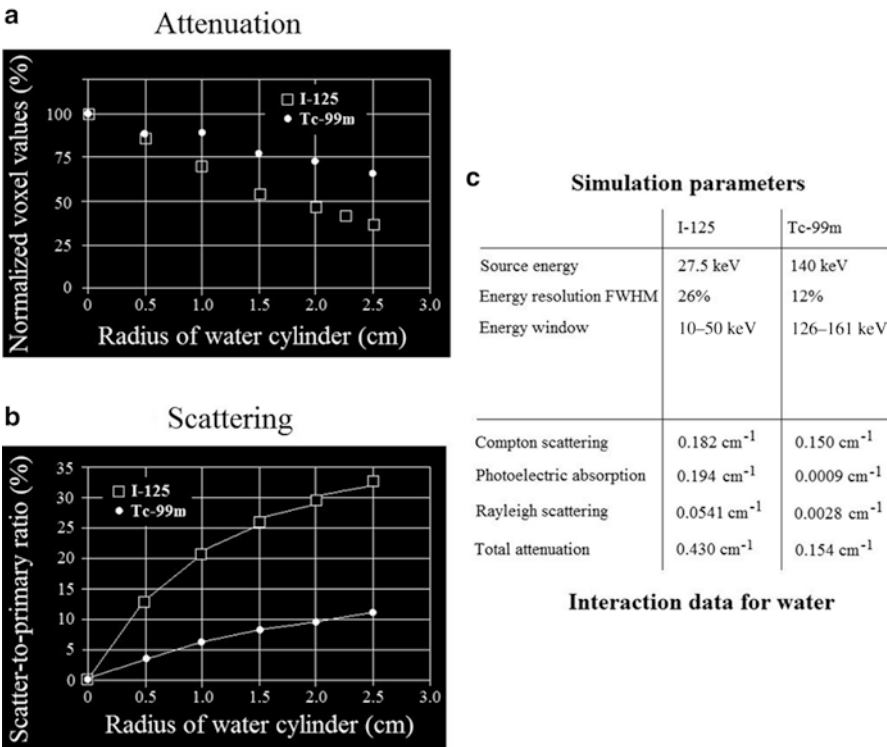 a
Attenuation
Normalized voxel values (%)
100
75
50
25
0
I-125
Tc-99m
0 0.5 1.0 1.5 2.0 2.5 3.0
Radius of water cylinder (cm)
b
Scattering
Scatter-to-primary ratio (%)
35
30
25
20
15
10
5
0
I-125
Tc-99m
0 0.5 1.0 1.5 2.0 2.5 3.0
Radius of water cylinder (cm)
c
Simulation parameters
I-125 Tc-99m
Source energy 27.5 keV 140 keV
Energy resolution FWHM 26% 12%
Energy window 10–50 keV 126–161 keV
Compton scattering 0.182 cm⁻¹ 0.150 cm⁻¹
Photoelectric absorption 0.194 cm⁻¹ 0.0009 cm⁻¹
Rayleigh scattering 0.0541 cm⁻¹ 0.0028 cm⁻¹
Total attenuation 0.430 cm⁻¹ 0.154 cm⁻¹
Interaction data for water